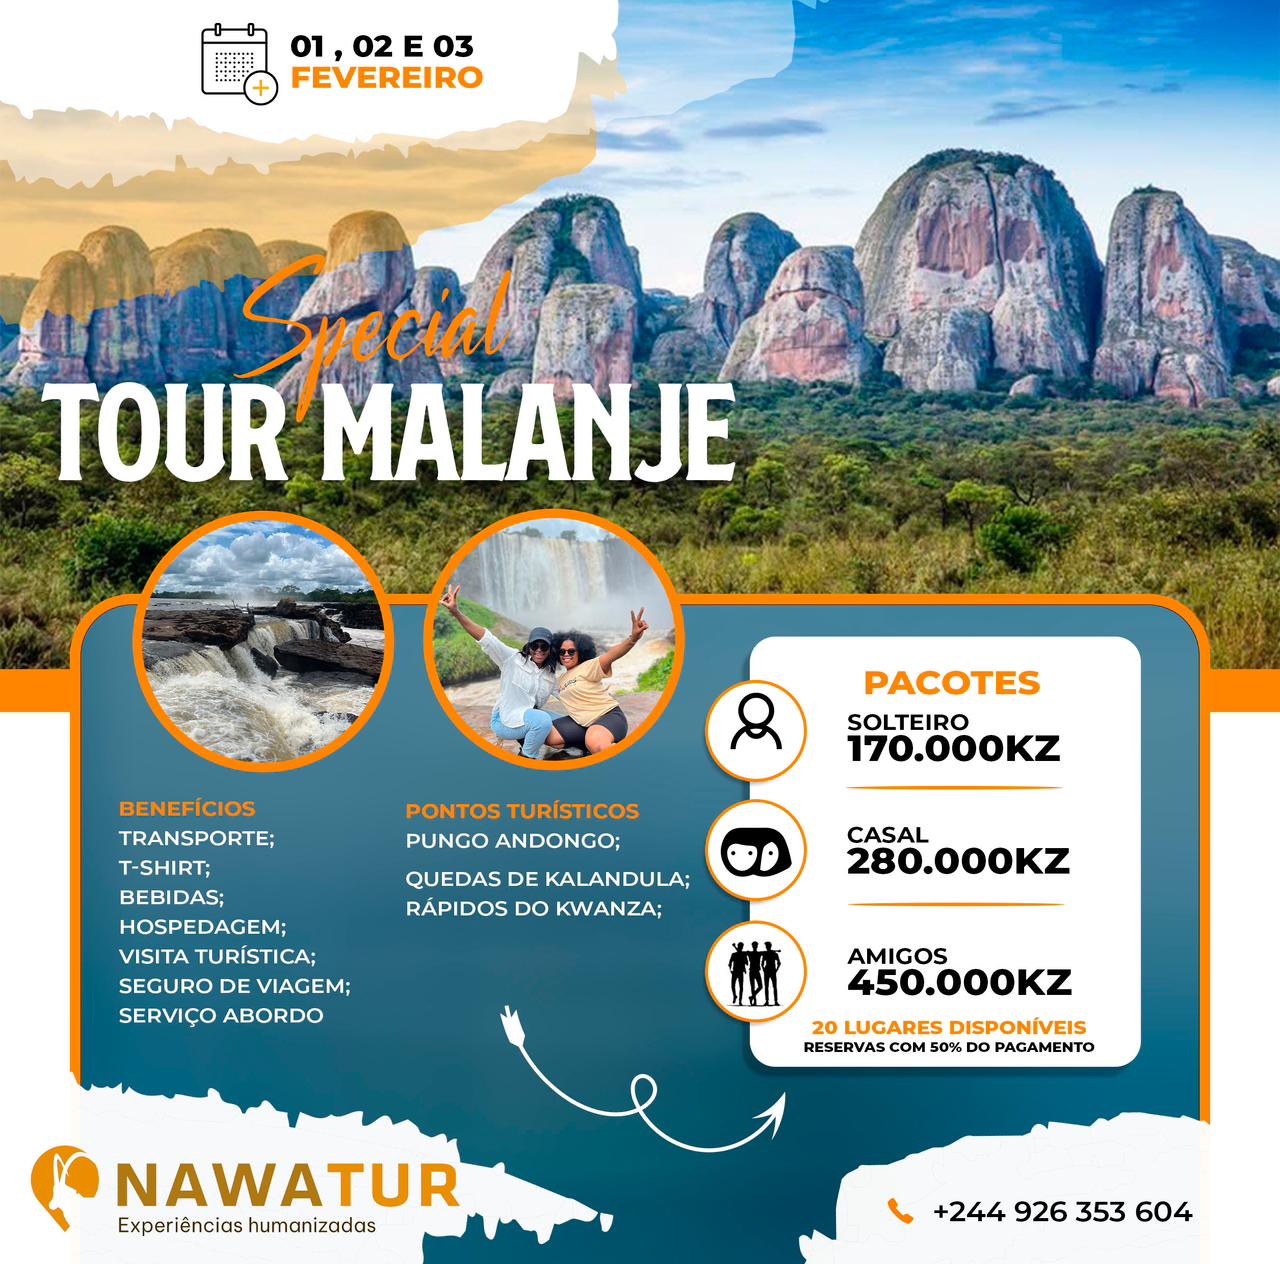 01 , 02 E 03
FEVEREIRO
Special
TOUR MALANJE
BENEFÍCIOS
TRANSPORTE;
T-SHIRT;
BEBIDAS;
HOSPEDAGEM;
VISITA TURÍSTICA;
SEGURO DE VIAGEM;
SERVIÇO ABORDO
PONTOS TURÍSTICOS
PUNGO ANDONGO;
QUEDAS DE KALANDULA;
RÁPIDOS DO KWANZA;
PACOTES
SOLTEIRO
170.000KZ
CASAL
280.000KZ
AMIGOS
450.000KZ
20 LUGARES DISPONÍVEIS
RESERVAS COM 50% DO PAGAMENTO
NAWATUR
Experiências humanizadas
+244 926 353 604